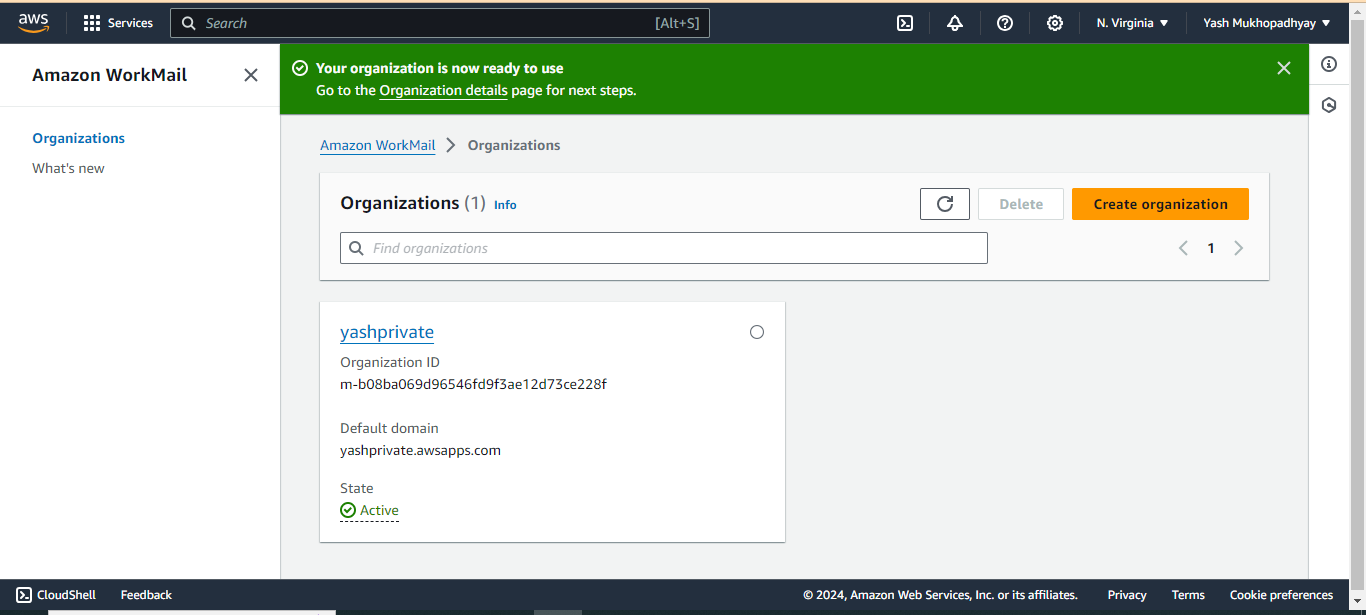 aws
Services
Search
[Alt+S]
N. Virginia
Yash Mukhopadhyay
Amazon WorkMail
Organizations
What's new
Your organization is now ready to use
Go to the Organization details page for next steps.
Amazon WorkMail
Organizations
Organizations (1) Info
Delete
Create organization
Find organizations
1
yashprivate
Organization ID
m-b08ba069d96546fd9f3ae12d73ce228f
Default domain
yashprivate.awsapps.com
State
Active
CloudShell
Feedback
© 2024, Amazon Web Services, Inc. or its affiliates.
Privacy
Terms
Cookie preferences